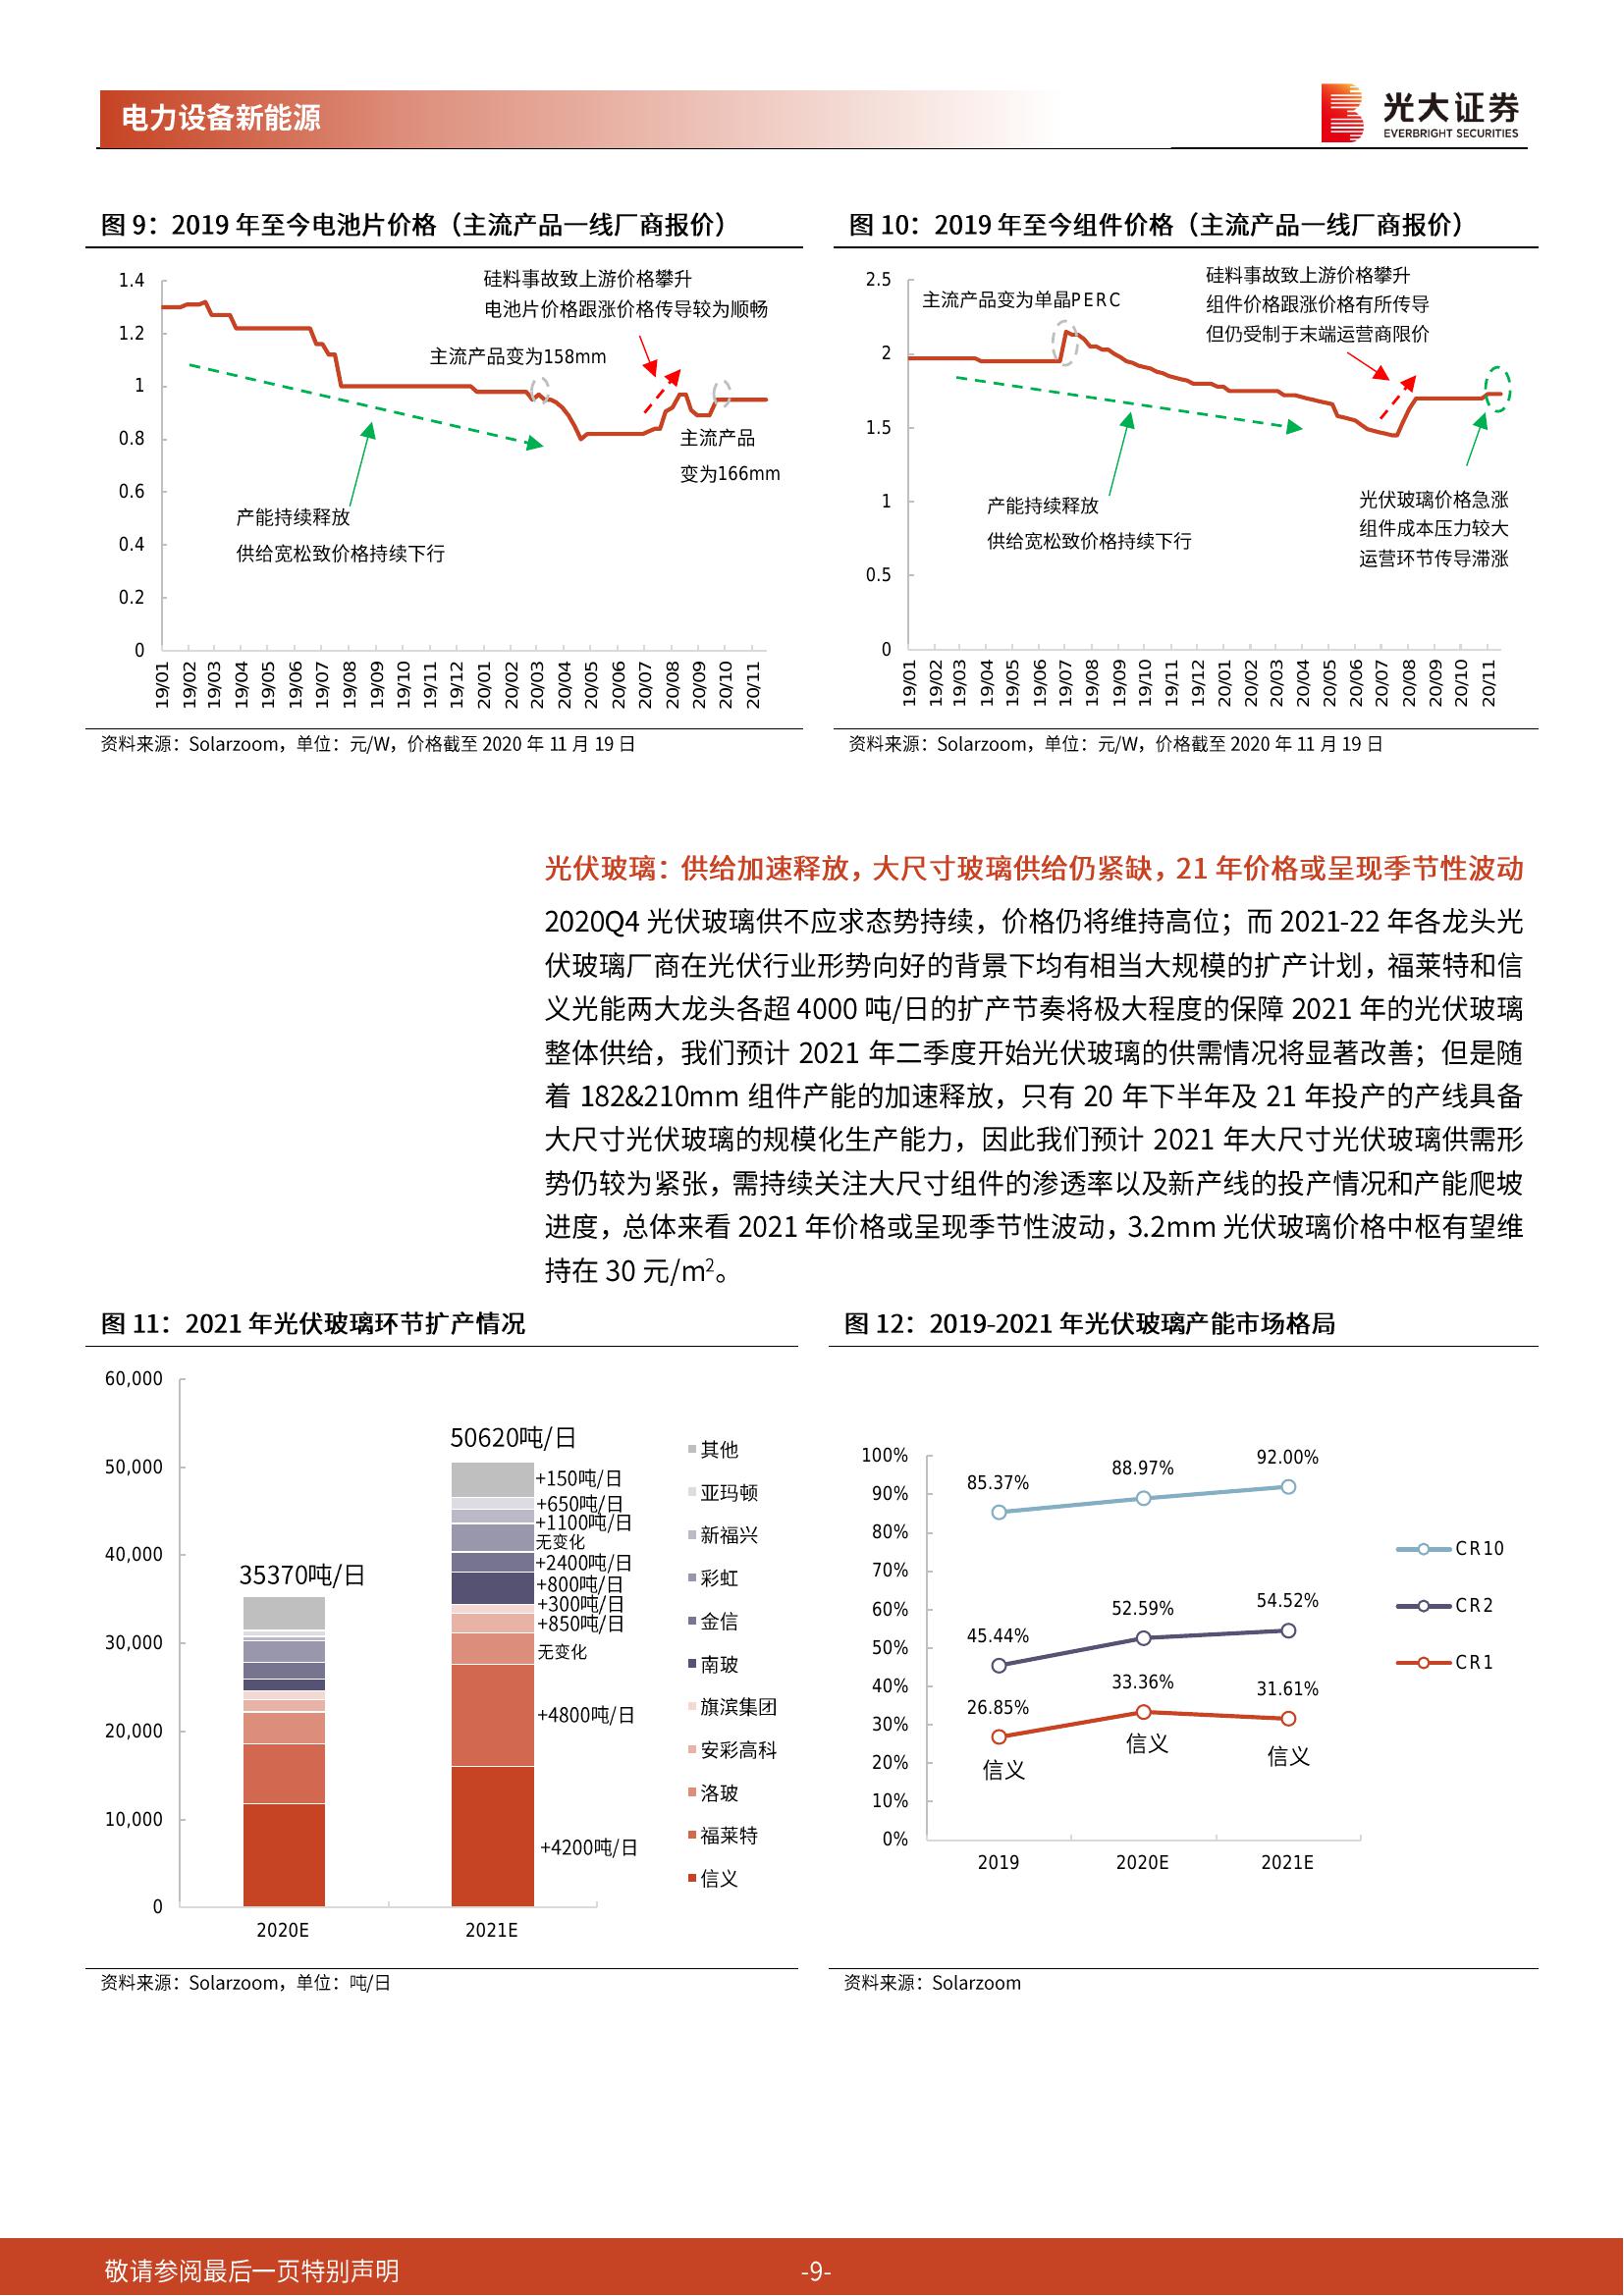 电力设备新能源
光大证券
EVERBRIGHT SECURITIES
图 9：2019 年至今电池片价格（主流产品一线厂商报价）
1.4
1.2
1
0.8
0.6
0.4
0.2
0
硅料事故致上游价格攀升
电池片价格跟涨价格传导较为顺畅
主流产品变为158mm
主流产品
变为166mm
产能持续释放
供给宽松致价格持续下行
19/01 19/02 19/03 19/04 19/05 19/06 19/07 19/08 19/09 19/10 19/11 19/12 20/01 20/02 20/03 20/04 20/05 20/06 20/07 20/08 20/09 20/10 20/11
资料来源：Solarzoom，单位：元/W，价格截至 2020 年 11 月 19 日
图 10：2019 年至今组件价格（主流产品一线厂商报价）
2.5
2
1.5
1
0.5
0
主流产品变为单晶PERC
硅料事故致上游价格攀升
组件价格跟涨价格有所传导
但仍受制于末端运营商限价
产能持续释放
供给宽松致价格持续下行
光伏玻璃价格急涨
组件成本压力较大
运营环节传导滞涨
19/01 19/02 19/03 19/04 19/05 19/06 19/07 19/08 19/09 19/10 19/11 19/12 20/01 20/02 20/03 20/04 20/05 20/06 20/07 20/08 20/09 20/10 20/11
资料来源：Solarzoom，单位：元/W，价格截至 2020 年 11 月 19 日
光伏玻璃：供给加速释放，大尺寸玻璃供给仍紧缺，21 年价格或呈现季节性波动
2020Q4 光伏玻璃供不应求态势持续，价格仍将维持高位；而 2021-22 年各龙头光
伏玻璃厂商在光伏行业形势向好的背景下均有相当大规模的扩产计划，福莱特和信
义光能两大龙头各超 4000 吨/日的扩产节奏将极大程度的保障 2021 年的光伏玻璃
整体供给，我们预计 2021 年二季度开始光伏玻璃的供需情况将显著改善；但是随
着 182&210mm 组件产能的加速释放，只有 20 年下半年及 21 年投产的产线具备
大尺寸光伏玻璃的规模化生产能力，因此我们预计 2021 年大尺寸光伏玻璃供需形
势仍较为紧张，需持续关注大尺寸组件的渗透率以及新产线的投产情况和产能爬坡
进度，总体来看 2021 年价格或呈现季节性波动，3.2mm 光伏玻璃价格中枢有望维
持在 30 元/m²。
图 11：2021 年光伏玻璃环节扩产情况
60,000
50,000
40,000
30,000
20,000
10,000
0
35370吨/日
50620吨/日
+150吨/日
+650吨/日
+1100吨/日
无变化
+2400吨/日
+800吨/日
+300吨/日
+850吨/日
无变化
+4800吨/日
+4200吨/日
2020E
2021E
其他
亚玛顿
新福兴
彩虹
金信
南玻
旗滨集团
安彩高科
洛玻
福莱特
信义
资料来源：Solarzoom，单位：吨/日
图 12：2019-2021 年光伏玻璃产能市场格局
100%
90%
80%
70%
60%
50%
40%
30%
20%
10%
0%
85.37%
88.97%
92.00%
45.44%
52.59%
54.52%
26.85%
33.36%
31.61%
信义
信义
信义
2019
2020E
2021E
CR10
CR2
CR1
资料来源：Solarzoom
敬请参阅最后一页特别声明
-9-